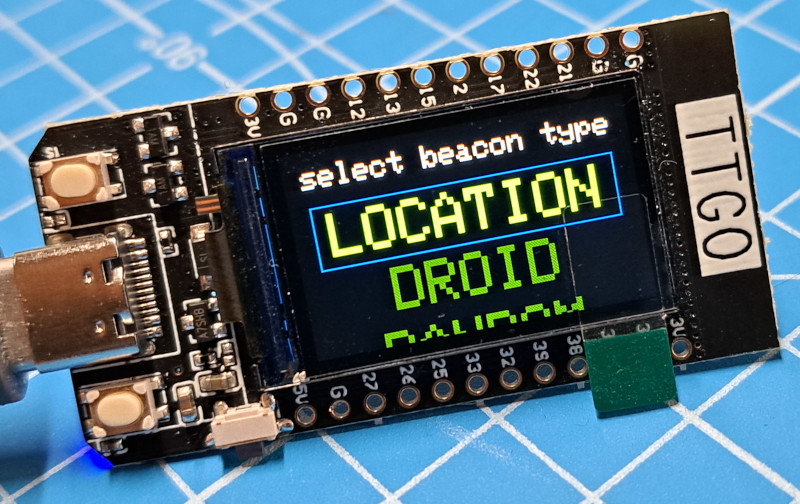 90°
3V G G 12 13 15 2 17 22 21
G
select beacon type
LOCATION
DROID
TTGO
5V G 27 26 25 33 32 39 38
3V